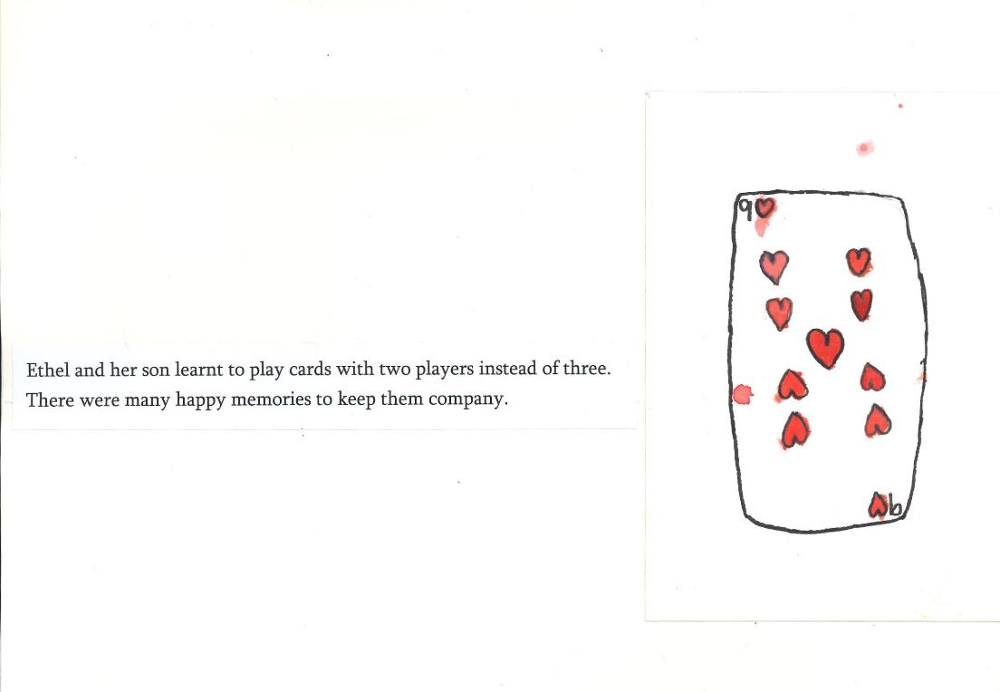 Ethel and her son learnt to play cards with two players instead of three.
There were many happy memories to keep them company.
9
9